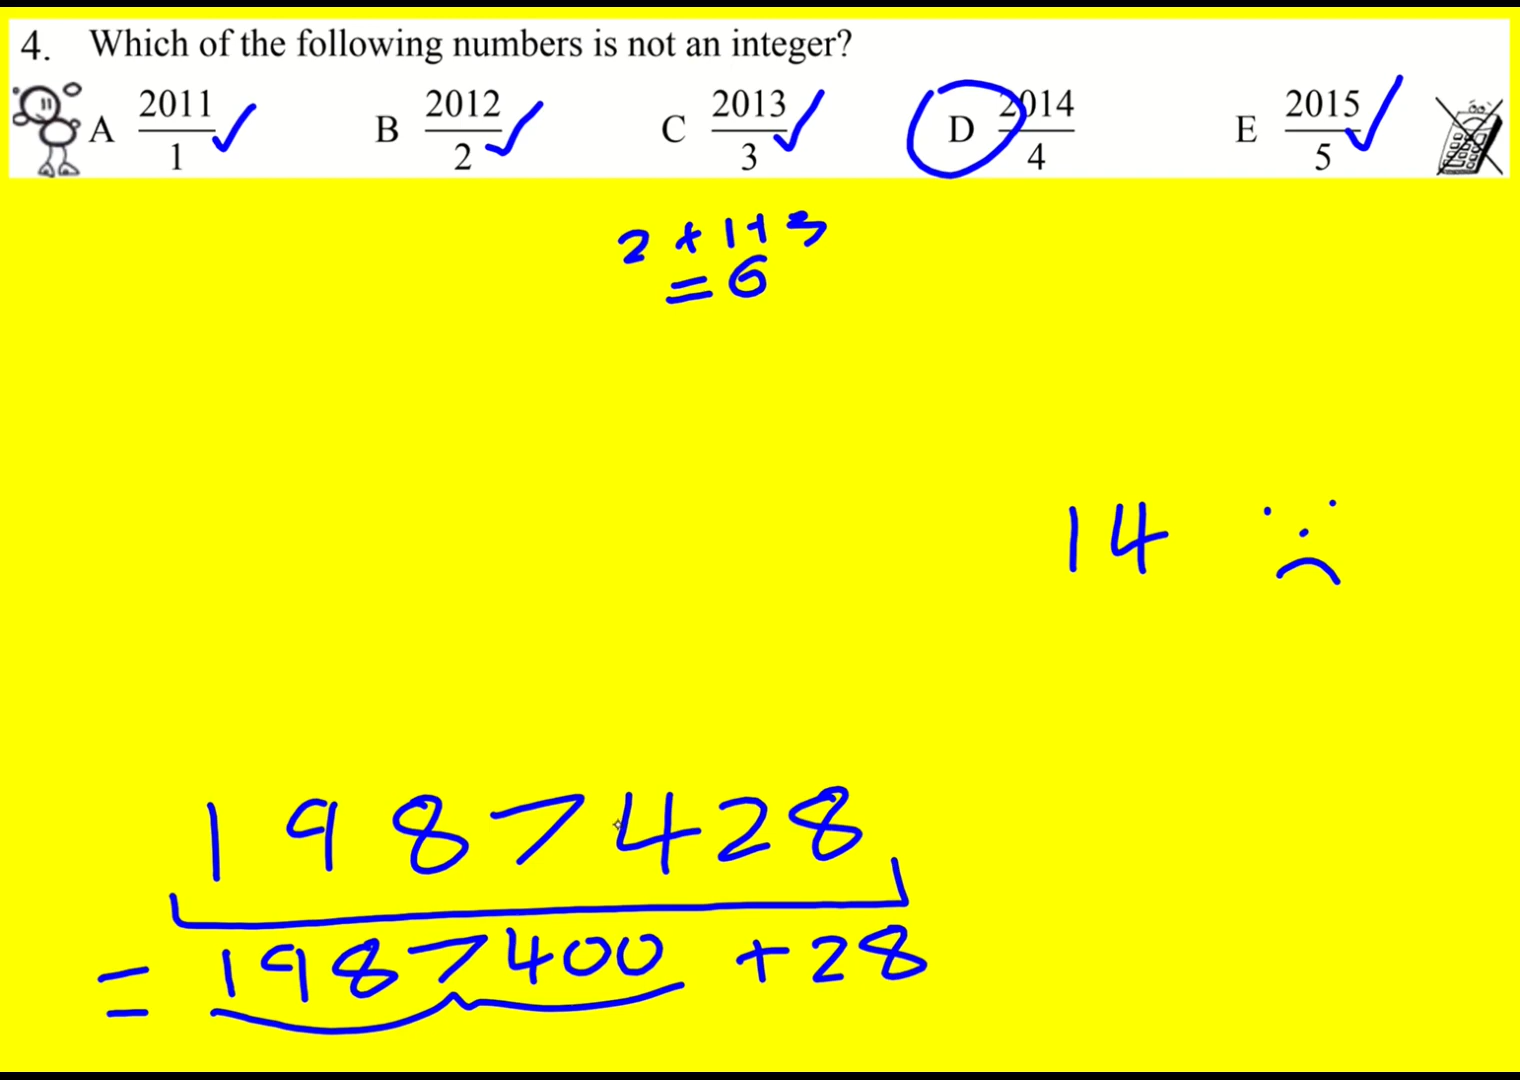 4. Which of the following numbers is not an integer?
A 2011/1 B 2012/2 C 2013/3 D 2014/4 E 2015/5
2 + 1 + 3
= 6
14
1987428
= 1987400 + 28